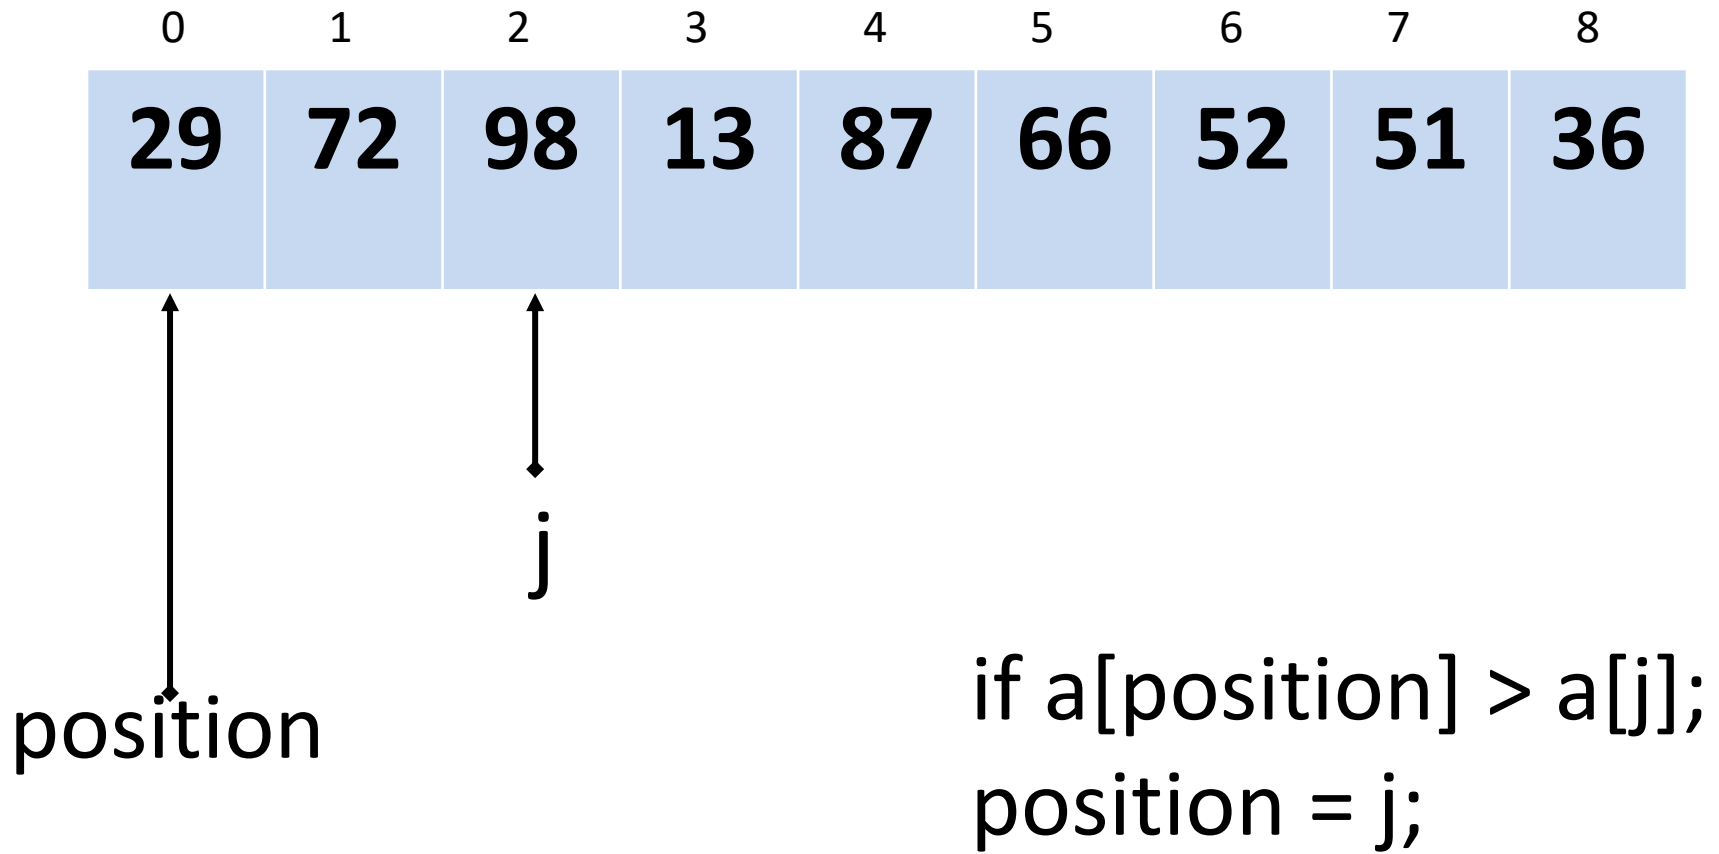 0 1 2 3 4 5 6 7 8
29 72 98 13 87 66 52 51 36
j
position
if a[position] > a[j];
position = j;